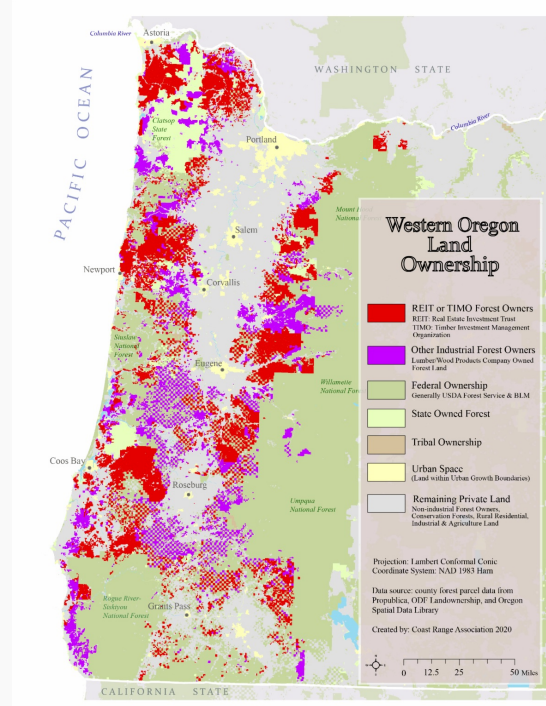 Columbia River
Astoria
WASHINGTON STATE
PACIFIC OCEAN
Clatsop
State
Forest
Columbia River
Portland
Mount
National
Salem
Newport
Corvallis
Siuslaw
National
Forest
Eugene
Willamette
National
Coos Bay
Roseburg
Umpqua
National Forest
Rogue River-
Siskiyou
National Forest
Grants Pass
CALIFORNIA STATE
Western Oregon
Land
Ownership
REIT or TIMO Forest Owners
REIT: Real Estate Investment Trust
TIMO: Timber Investment Management
Organization
Other Industrial Forest Owners
Lumber/Wood Products Company Owned
Forest Land
Federal Ownership
Generally USDA Forest Service & BLM
State Owned Forest
Tribal Ownership
Urban Space
(Land within Urban Growth Boundaries)
Remaining Private Land
Non-industrial Forest Owners,
Conservation Forests, Rural Residential,
Industrial & Agriculture Land
Projection: Lambert Conformal Conic
Coordinate System: NAD 1983 Harn
Data source: county forest parcel data from
Propublica, ODF Landownership, and Oregon
Spatial Data Library
Created by: Coast Range Association 2020
0 12.5 25 50 Miles